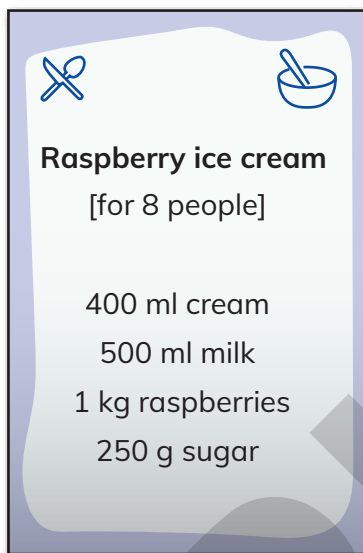 Raspberry ice cream
[for 8 people]
400 ml cream
500 ml milk
1 kg raspberries
250 g sugar